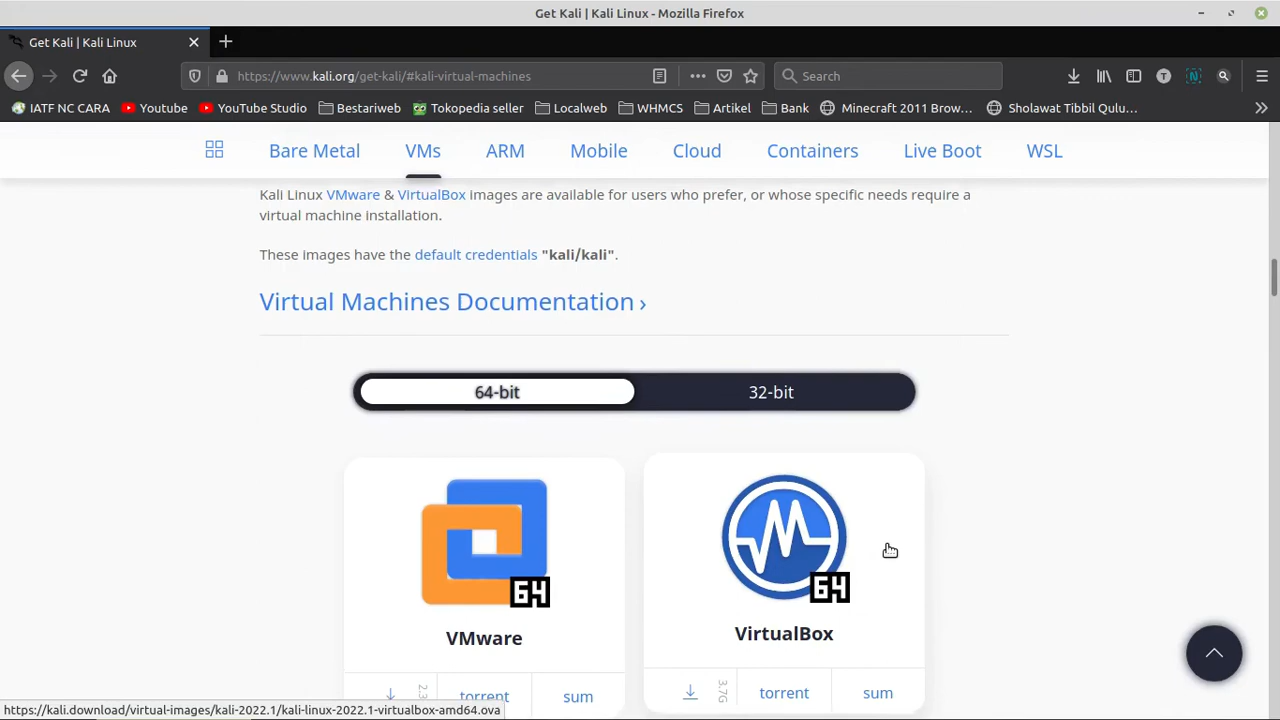 Get Kali | Kali Linux - Mozilla Firefox
Get Kali | Kali Linux
https://www.kali.org/get-kali/#kali-virtual-machines
Search
IATF NC CARA Youtube YouTube Studio Bestariweb Tokopedia seller Localweb WHMCS Artikel Bank Minecraft 2011 Brow... Sholawat Tibbil Qulu...
Bare Metal VMs ARM Mobile Cloud Containers Live Boot WSL
Kali Linux VMware & VirtualBox images are available for users who prefer, or whose specific needs require a
virtual machine installation.
These images have the default credentials "kali/kali".
Virtual Machines Documentation ›
64-bit 32-bit
64 64
VMware VirtualBox
2.3 torrent sum 3.7G torrent sum
https://kali.download/virtual-images/kali-2022.1/kali-linux-2022.1-virtualbox-amd64.ova